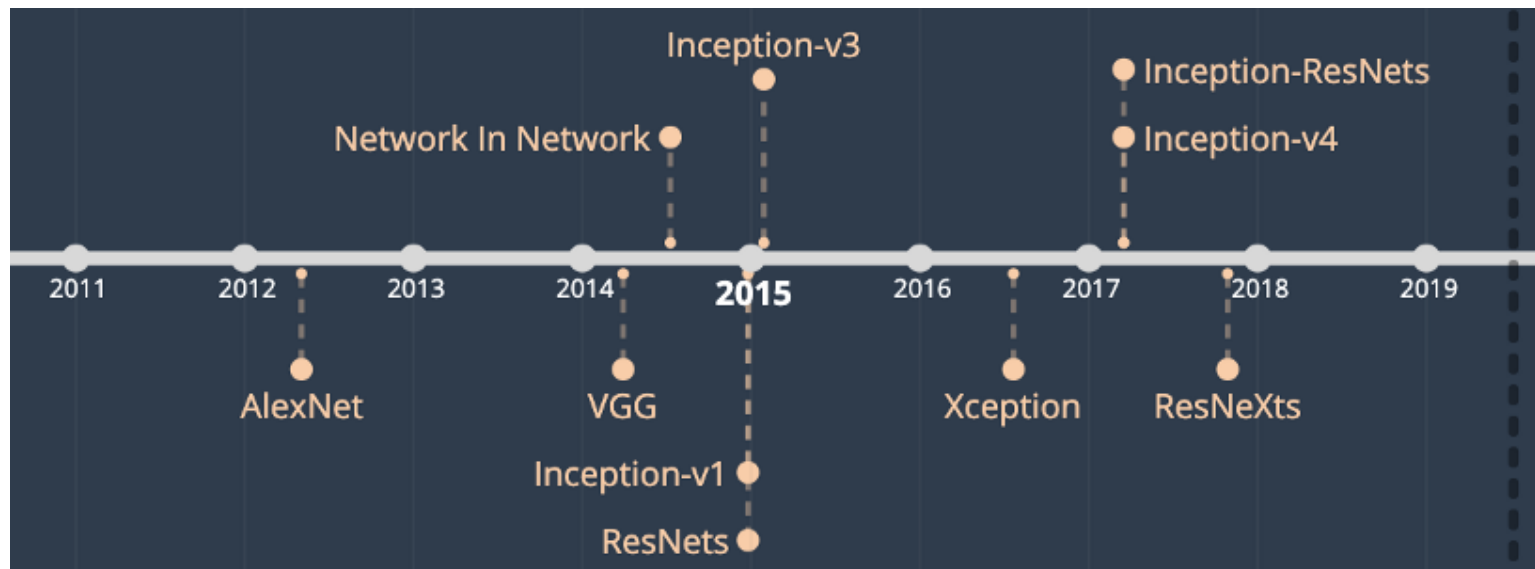 Inception-v3
Inception-ResNets
Network In Network
Inception-v4
2011
2012
2013
2014
2015
2016
2017
2018
2019
AlexNet
VGG
Xception
ResNeXts
Inception-v1
ResNets